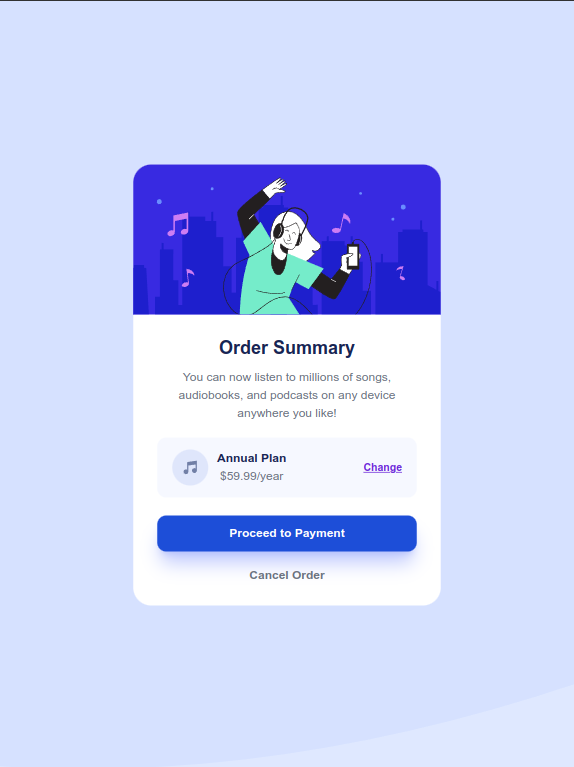 Order Summary
You can now listen to millions of songs,
audiobooks, and podcasts on any device
anywhere you like!
Annual Plan
$59.99/year
Change
Proceed to Payment
Cancel Order